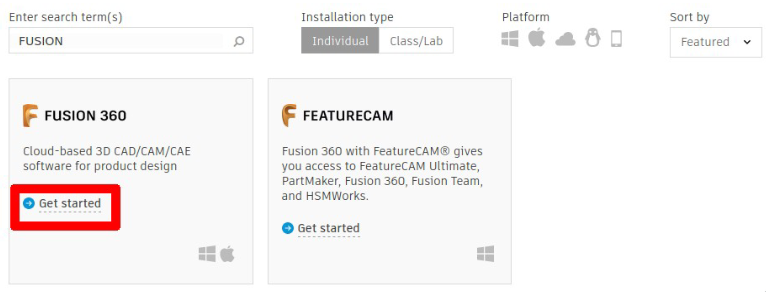 Enter search term(s)
Installation type
Platform
Sort by
FUSION
Individual
Class/Lab
Featured
FUSION 360
Cloud-based 3D CAD/CAM/CAE
software for product design
Get started
FEATURECAM
Fusion 360 with FeatureCAM® gives
you access to FeatureCAM Ultimate,
PartMaker, Fusion 360, Fusion Team,
and HSMWorks.
Get started